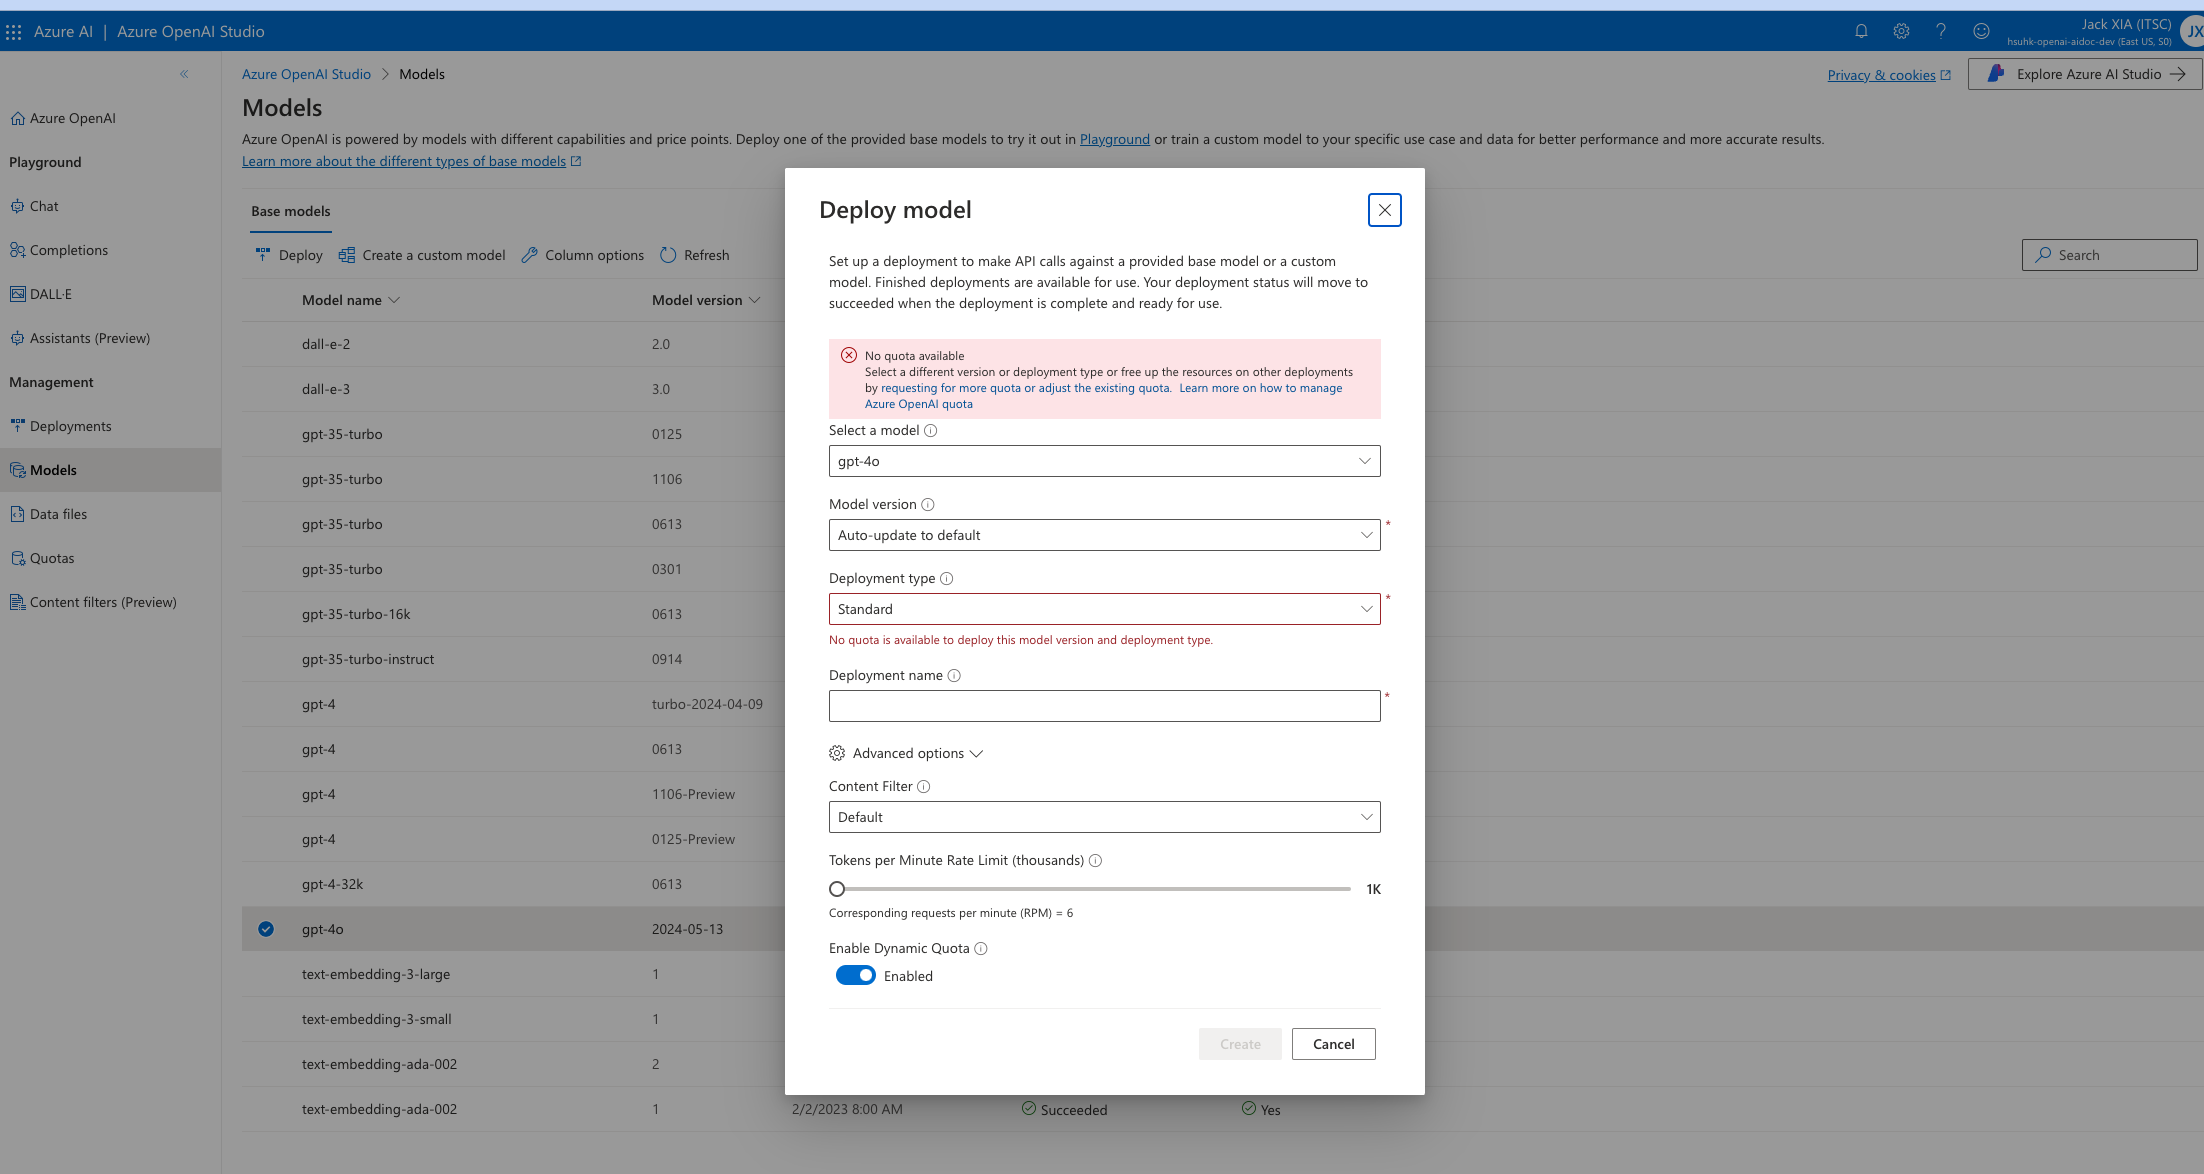 Azure AI | Azure OpenAI Studio
Jack XIA (ITSC)
hsuhk-openai-aidoc-dev (East US, S0)
JX
Azure OpenAI Studio > Models
Privacy & cookies
Explore Azure AI Studio
Models
Azure OpenAI is powered by models with different capabilities and price points. Deploy one of the provided base models to try it out in Playground or train a custom model to your specific use case and data for better performance and more accurate results.
Learn more about the different types of base models
Azure OpenAI
Playground
Chat
Completions
DALL·E
Assistants (Preview)
Management
Deployments
Models
Data files
Quotas
Content filters (Preview)
Base models
Deploy
Create a custom model
Column options
Refresh
Search
Model name
Model version
dall-e-2 2.0
dall-e-3 3.0
gpt-35-turbo 0125
gpt-35-turbo 1106
gpt-35-turbo 0613
gpt-35-turbo 0301
gpt-35-turbo-16k 0613
gpt-35-turbo-instruct 0914
gpt-4 turbo-2024-04-09
gpt-4 0613
gpt-4 1106-Preview
gpt-4 0125-Preview
gpt-4-32k 0613
gpt-4o 2024-05-13
text-embedding-3-large 1
text-embedding-3-small 1
text-embedding-ada-002 2
text-embedding-ada-002 1 2/2/2023 8:00 AM Succeeded Yes
Deploy model
Set up a deployment to make API calls against a provided base model or a custom
model. Finished deployments are available for use. Your deployment status will move to
succeeded when the deployment is complete and ready for use.
No quota available
Select a different version or deployment type or free up the resources on other deployments
by requesting for more quota or adjust the existing quota. Learn more on how to manage
Azure OpenAI quota
Select a model
gpt-4o
Model version
Auto-update to default *
Deployment type
Standard *
No quota is available to deploy this model version and deployment type.
Deployment name
*
Advanced options
Content Filter
Default
Tokens per Minute Rate Limit (thousands)
1K
Corresponding requests per minute (RPM) = 6
Enable Dynamic Quota
Enabled
Create
Cancel